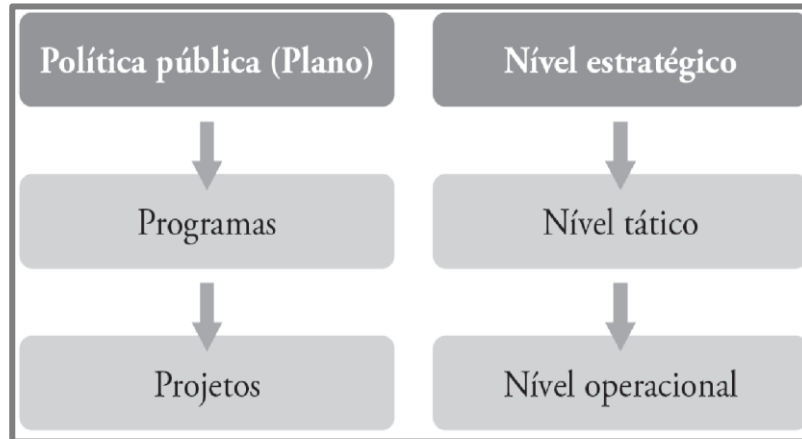 Política pública (Plano)
Nível estratégico
Programas
Nível tático
Projetos
Nível operacional